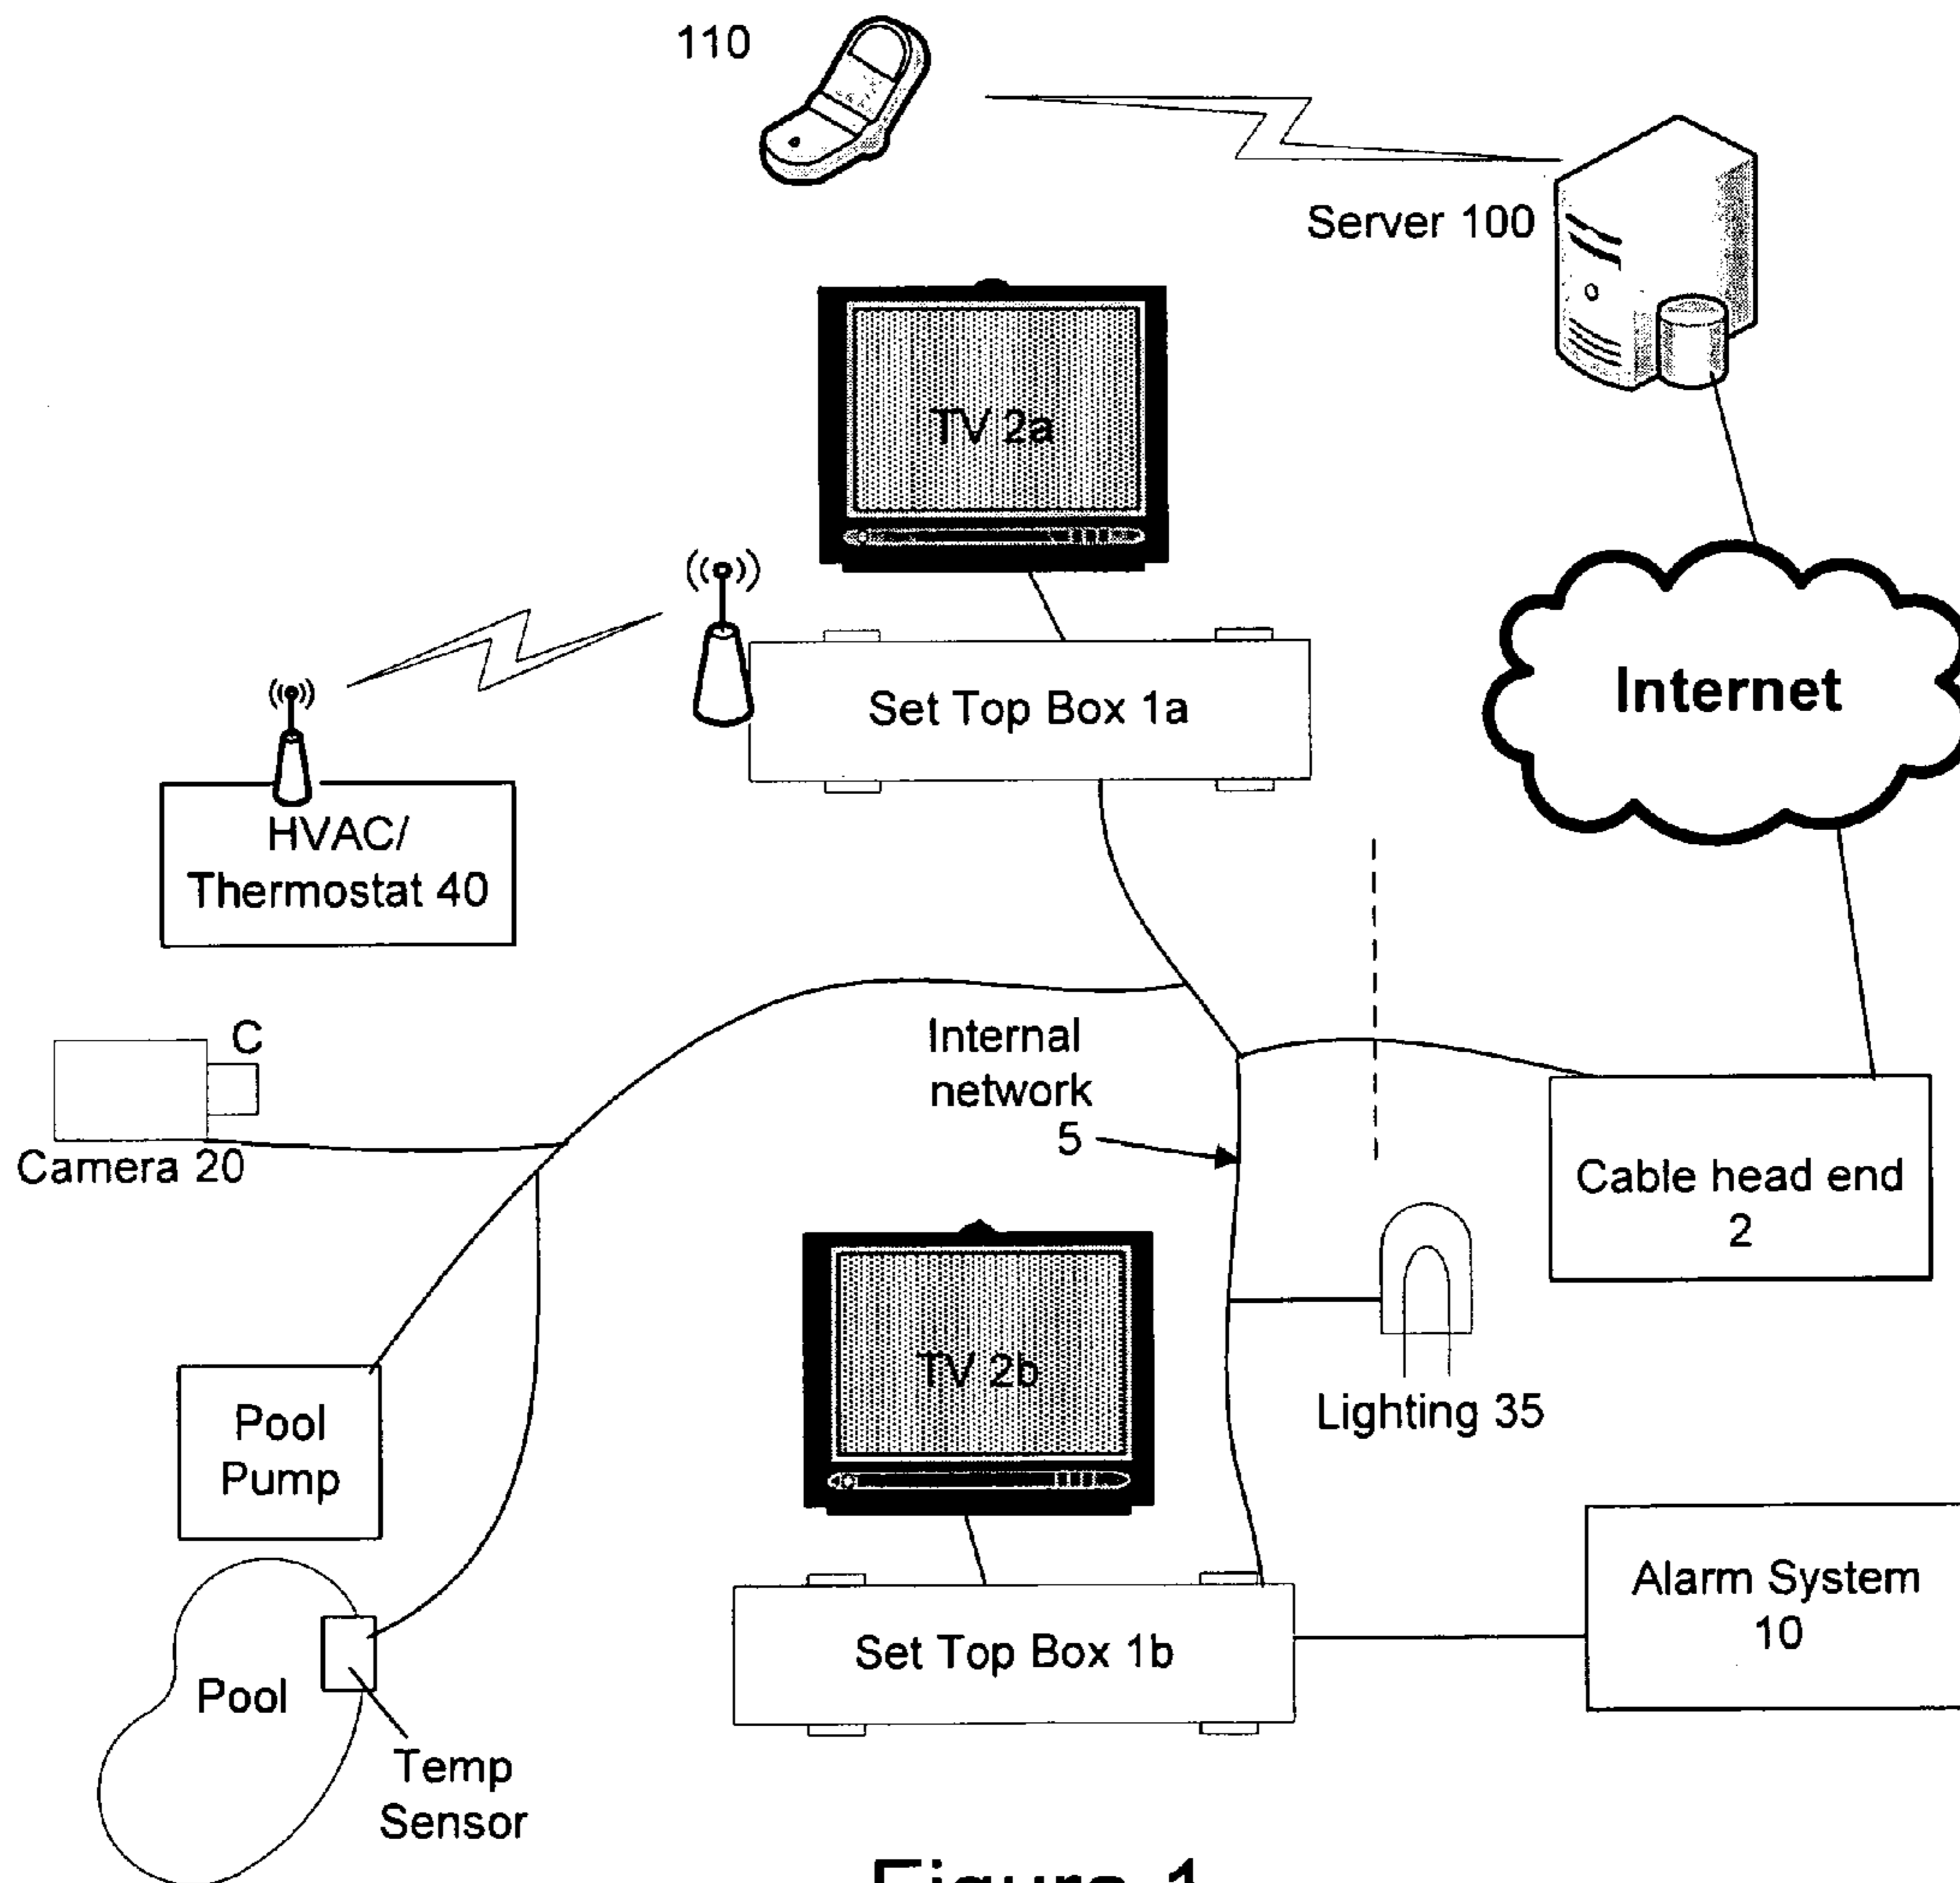 110
Server 100
TV 2a
Set Top Box 1a
Internet
HVAC/
Thermostat 40
C
Camera 20
Internal
network
5
Cable head end
2
TV 2b
Lighting 35
Pool
Pump
Set Top Box 1b
Alarm System
10
Pool
Temp
Sensor
Figure 1